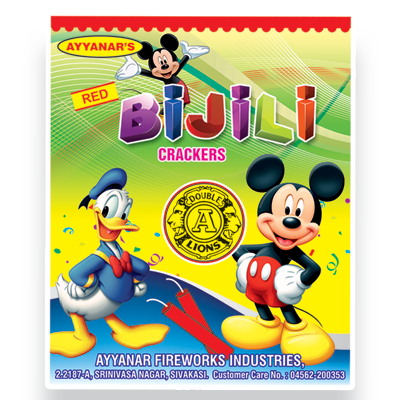 AYYANAR'S
RED
BIJILI
CRACKERS
DOUBLE
A
LIONS
AYYANAR FIREWORKS INDUSTRIES,
2.2187-A, SRINIVASA NAGAR, SIVAKASI. Customer Care No.: 04562-200353